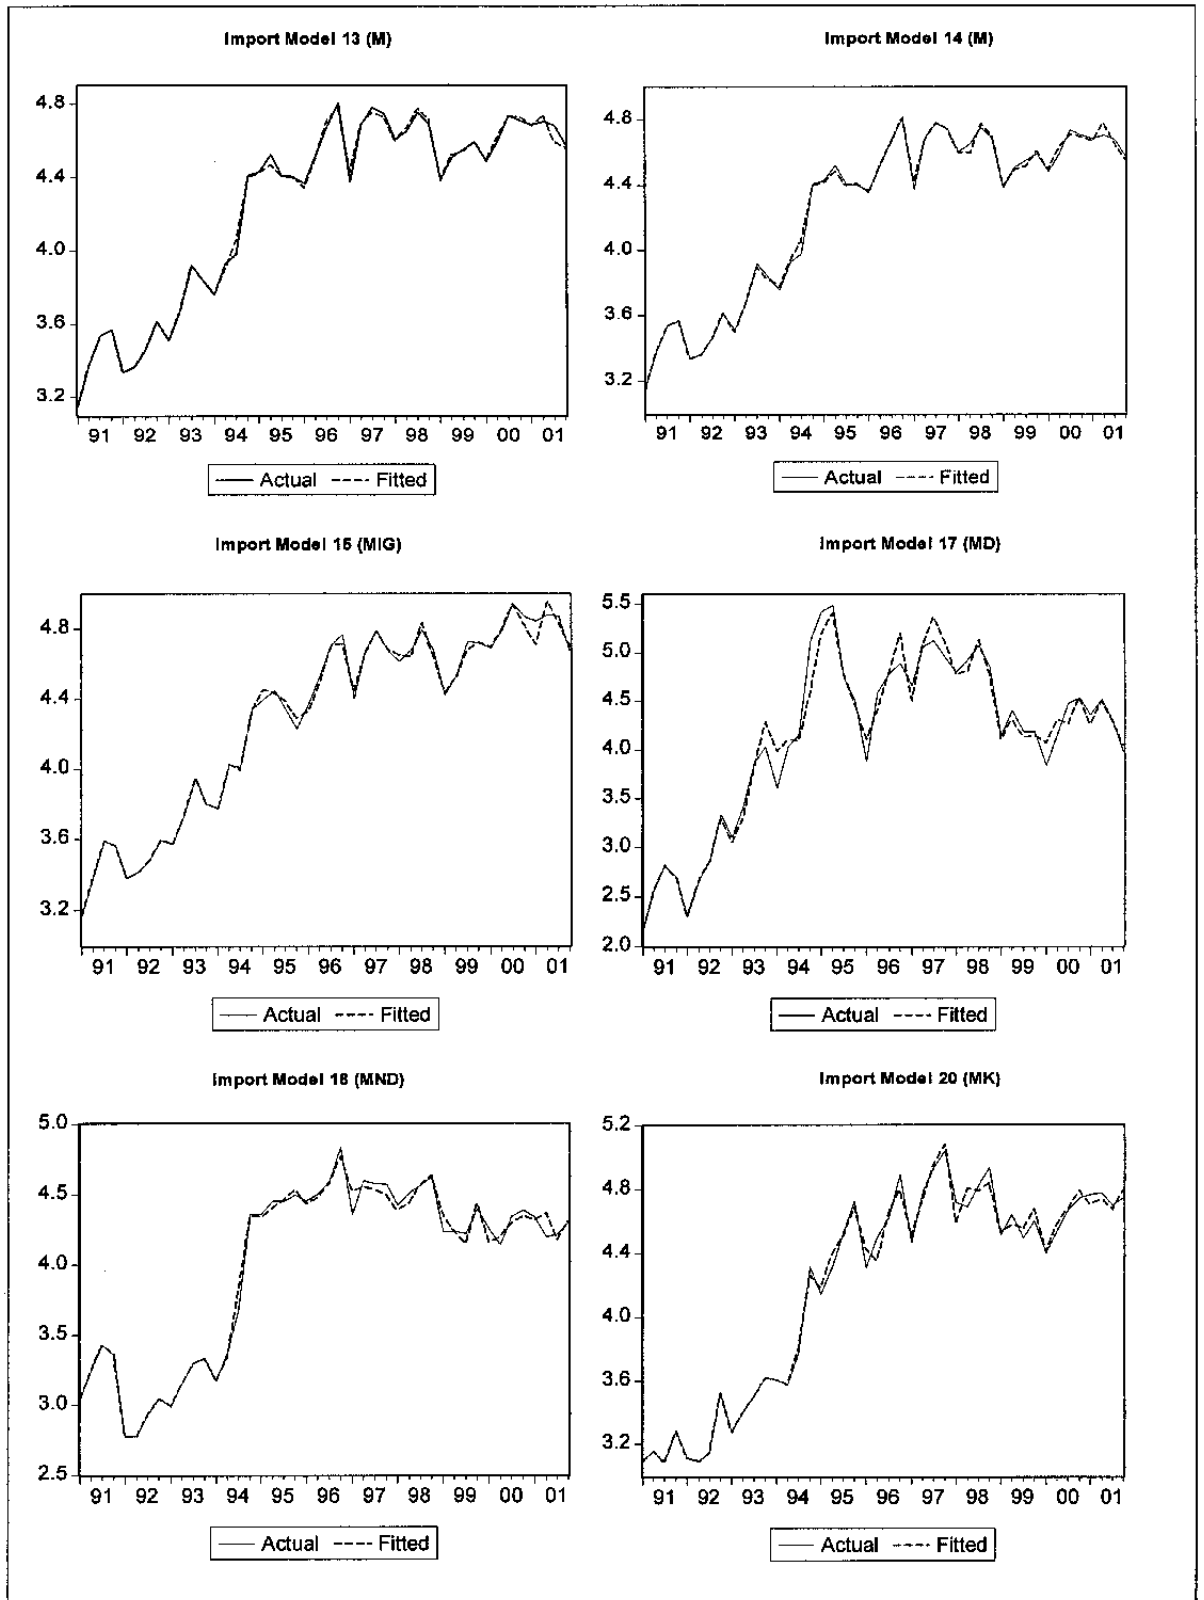 Import Model 13 (M)
4.8
4.4
4.0
3.6
3.2
91 92 93 94 95 96 97 98 99 00 01
Actual Fitted
Import Model 14 (M)
4.8
4.4
4.0
3.6
3.2
91 92 93 94 95 96 97 98 99 00 01
Actual Fitted
Import Model 15 (MIG)
4.8
4.4
4.0
3.6
3.2
91 92 93 94 95 96 97 98 99 00 01
Actual Fitted
Import Model 17 (MD)
5.5
5.0
4.5
4.0
3.5
3.0
2.5
2.0
91 92 93 94 95 96 97 98 99 00 01
Actual Fitted
Import Model 18 (MND)
5.0
4.5
4.0
3.5
3.0
2.5
91 92 93 94 95 96 97 98 99 00 01
Actual Fitted
Import Model 20 (MK)
5.2
4.8
4.4
4.0
3.6
3.2
91 92 93 94 95 96 97 98 99 00 01
Actual Fitted